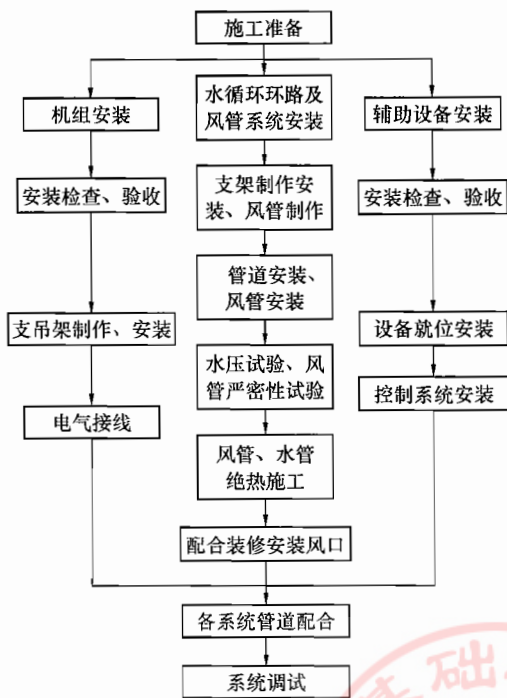 施工准备
机组安装
水循环环路及
风管系统安装
辅助设备安装
安装检查、验收
支架制作安
装、风管制作
安装检查、验收
管道安装、
风管安装
支吊架制作、安装
水压试验、风
管严密性试验
设备就位安装
电气接线
控制系统安装
风管、水管
绝热施工
配合装修安装风口
各系统管道配合
系统调试
础